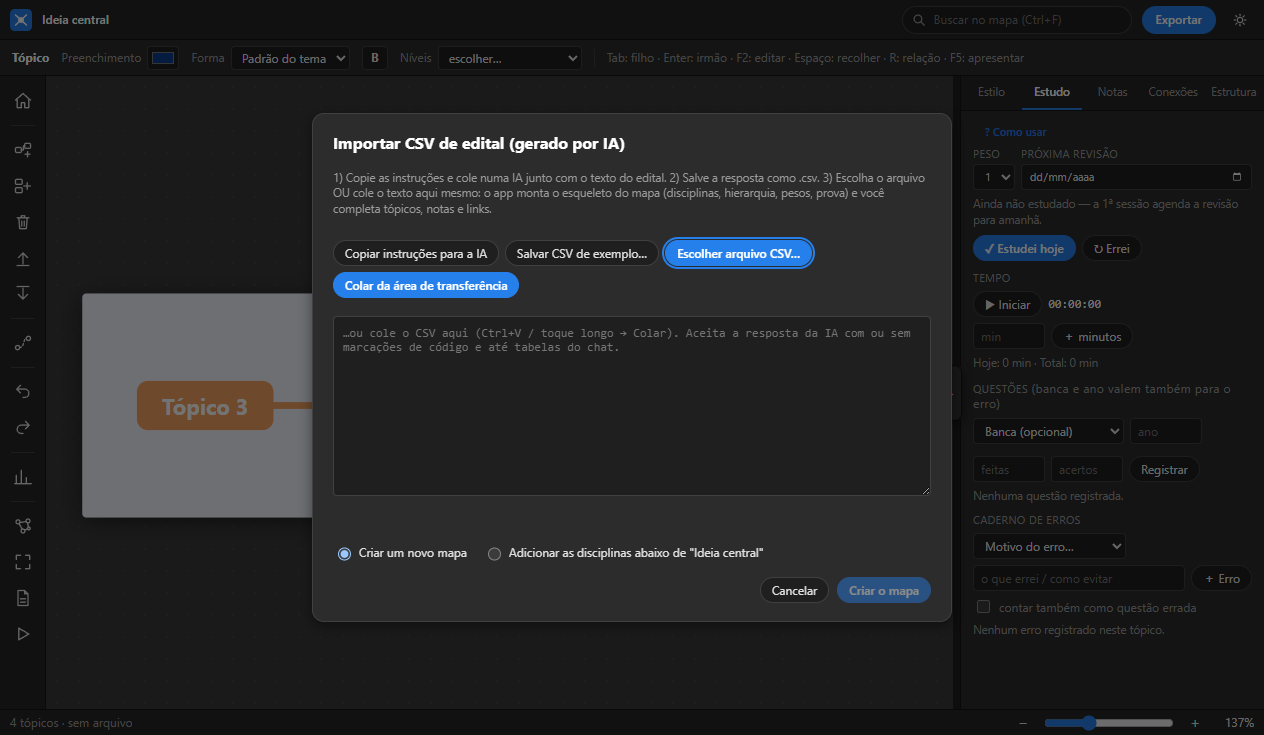 Ideia central
Buscar no mapa (Ctrl+F)
Exportar
Tópico Preenchimento Forma Padrão do tema B Níveis escolher... Tab: filho · Enter: irmão · F2: editar · Espaço: recolher · R: relação · F5: apresentar
Estilo Estudo Notas Conexões Estrutura
Importar CSV de edital (gerado por IA)
1) Copie as instruções e cole numa IA junto com o texto do edital. 2) Salve a resposta como .csv. 3) Escolha o arquivo
OU cole o texto aqui mesmo: o app monta o esqueleto do mapa (disciplinas, hierarquia, pesos, prova) e você
completa tópicos, notas e links.
Copiar instruções para a IA
Salvar CSV de exemplo...
Escolher arquivo CSV...
Colar da área de transferência
…ou cole o CSV aqui (Ctrl+V / toque longo → Colar). Aceita a resposta da IA com ou sem
marcações de código e até tabelas do chat.
Criar um novo mapa
Adicionar as disciplinas abaixo de "Ideia central"
Cancelar
Criar o mapa
Tópico 3
? Como usar
PESO PRÓXIMA REVISÃO
1 dd/mm/aaaa
Ainda não estudado — a 1ª sessão agenda a revisão
para amanhã.
✓ Estudei hoje ↻ Errei
TEMPO
▶ Iniciar 00:00:00
min + minutos
Hoje: 0 min · Total: 0 min
QUESTÕES (banca e ano valem também para o
erro)
Banca (opcional) ano
feitas acertos Registrar
Nenhuma questão registrada.
CADERNO DE ERROS
Motivo do erro...
o que errei / como evitar + Erro
contar também como questão errada
Nenhum erro registrado neste tópico.
4 tópicos · sem arquivo
− + 137%